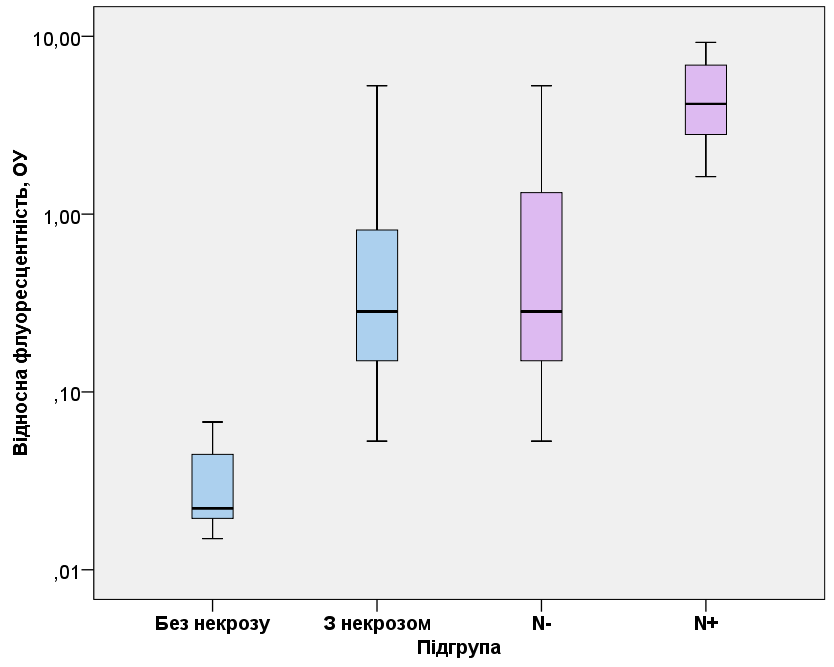 Відносна флуоресцентність, ОУ
10,00
1,00
,10
,01
Без некрозу З некрозом N- N+
Підгрупа